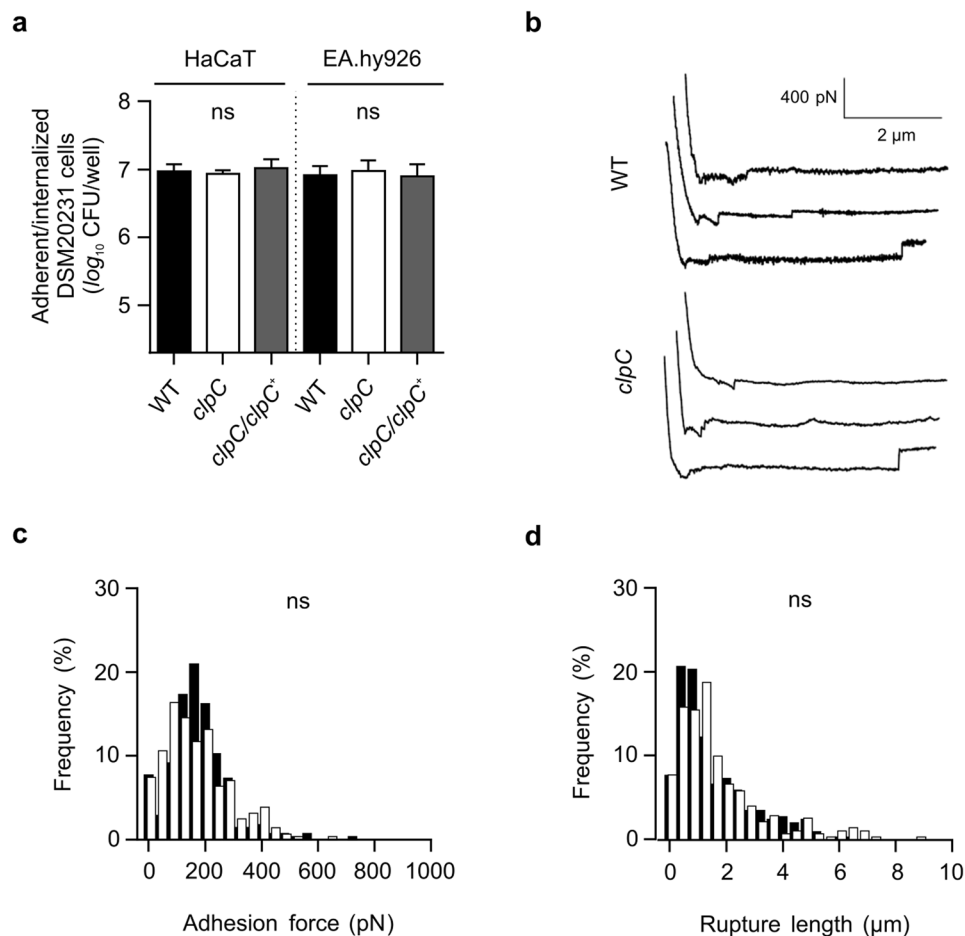 a
HaCaT
EA.hy926
8
7
6
5
Adherent/internalized
DSM20231 cells
(log₁₀ CFU/well)
ns
ns
WT
clpC
clpC/clpC⁺
WT
clpC
clpC/clpC⁺
b
400 pN
2 µm
WT
clpC
c
30
20
10
0
Frequency (%)
ns
0 200 400 600 800 1000
Adhesion force (pN)
d
30
20
10
0
Frequency (%)
ns
0 2 4 6 8 10
Rupture length (µm)